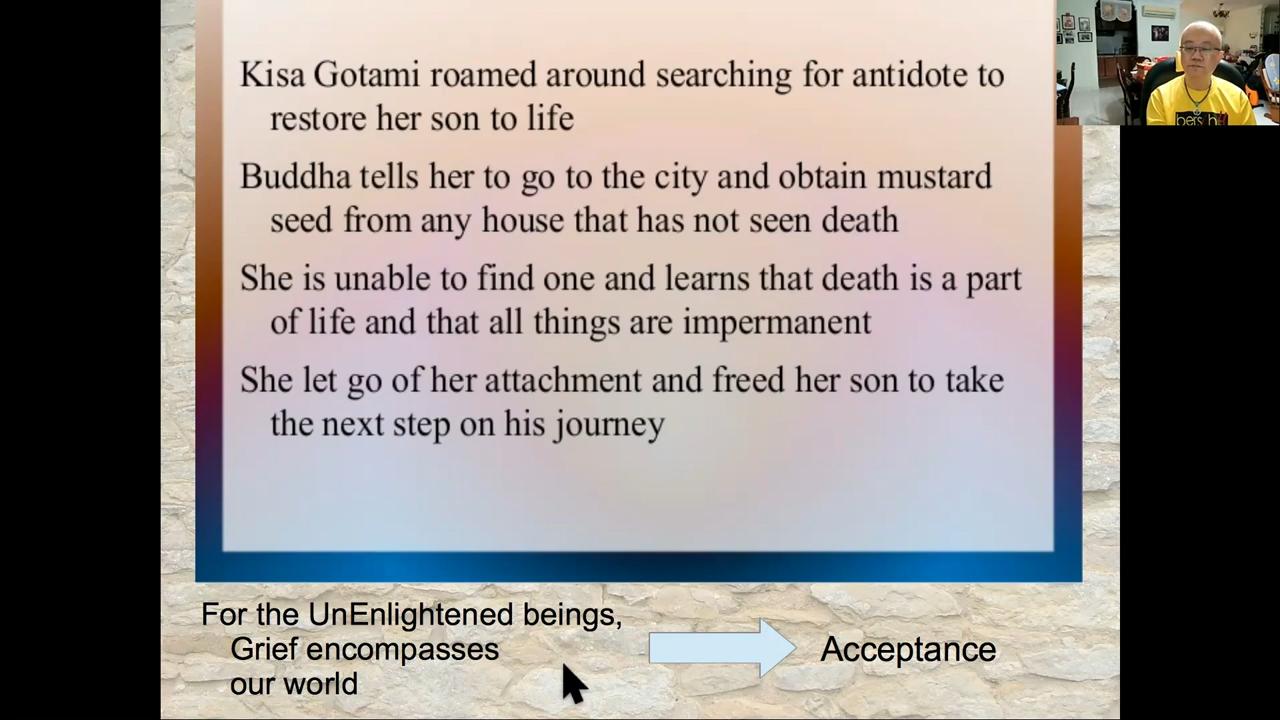 Kisa Gotami roamed around searching for antidote to
restore her son to life
Buddha tells her to go to the city and obtain mustard
seed from any house that has not seen death
She is unable to find one and learns that death is a part
of life and that all things are impermanent
She let go of her attachment and freed her son to take
the next step on his journey
For the UnEnlightened beings,
Grief encompasses
our world
Acceptance